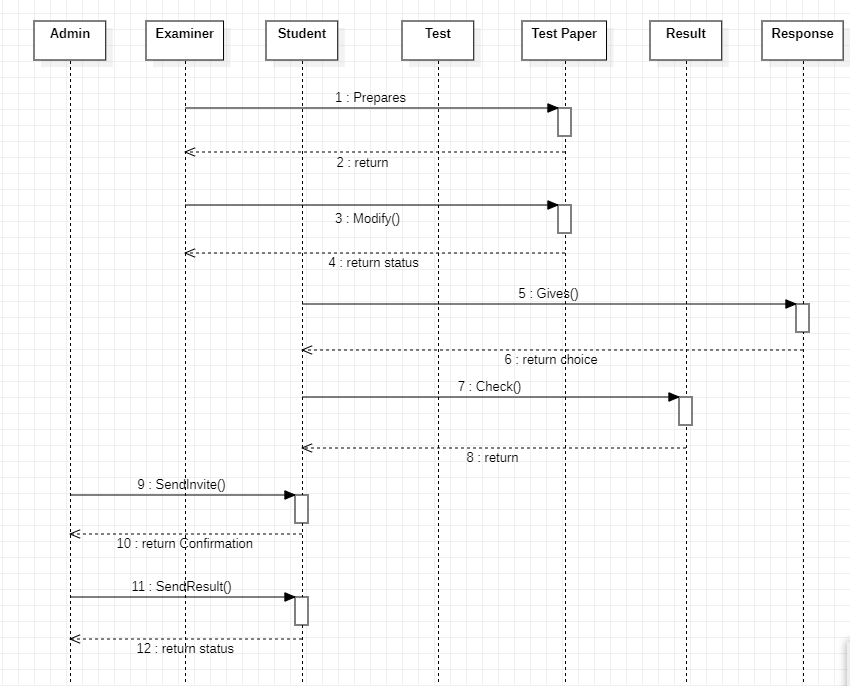 Admin
Examiner
Student
Test
Test Paper
Result
Response
1 : Prepares
2 : return
3 : Modify()
4 : return status
5 : Gives()
6 : return choice
7 : Check()
8 : return
9 : SendInvite()
10 : return Confirmation
11 : SendResult()
12 : return status